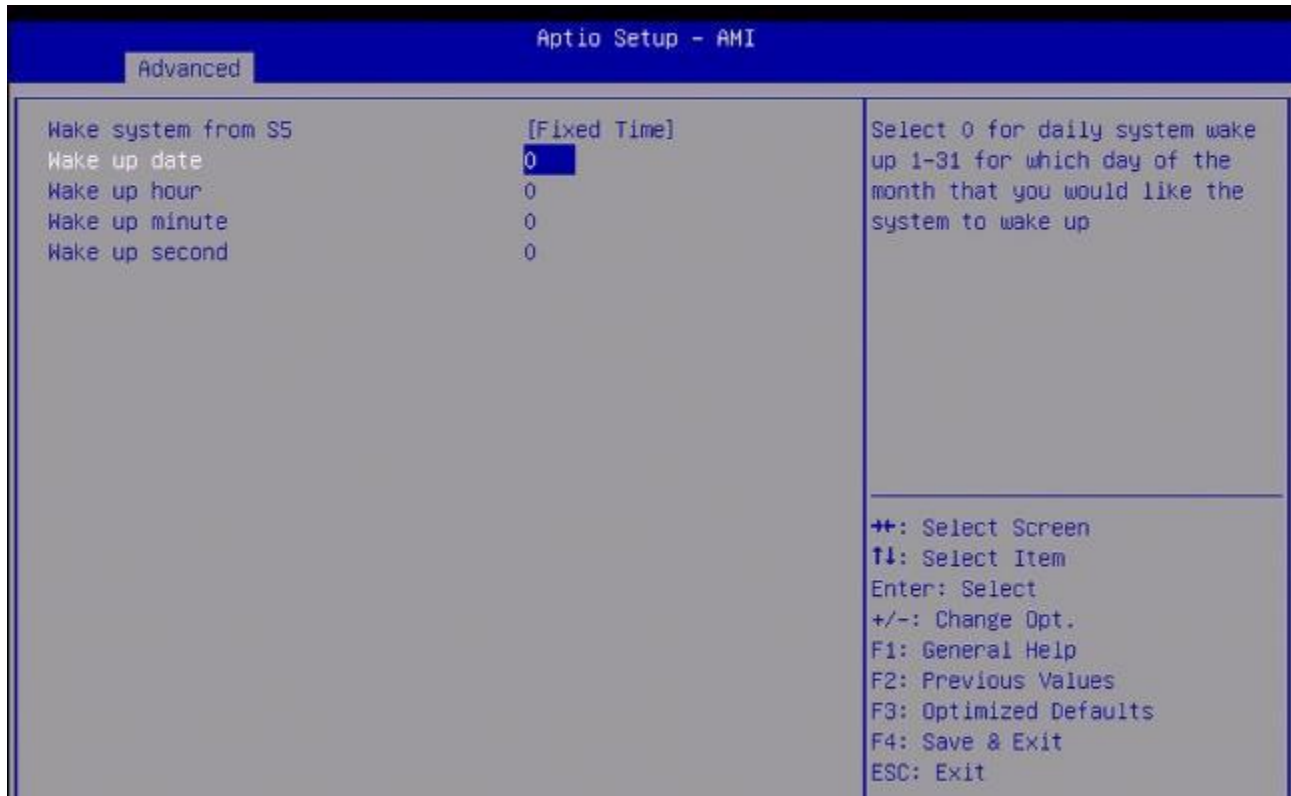 Aptio Setup - AMI
Advanced
Wake system from S5 [Fixed Time]
Wake up date 0
Wake up hour 0
Wake up minute 0
Wake up second 0
Select 0 for daily system wake
up 1-31 for which day of the
month that you would like the
system to wake up
→←: Select Screen
↑↓: Select Item
Enter: Select
+/-: Change Opt.
F1: General Help
F2: Previous Values
F3: Optimized Defaults
F4: Save & Exit
ESC: Exit